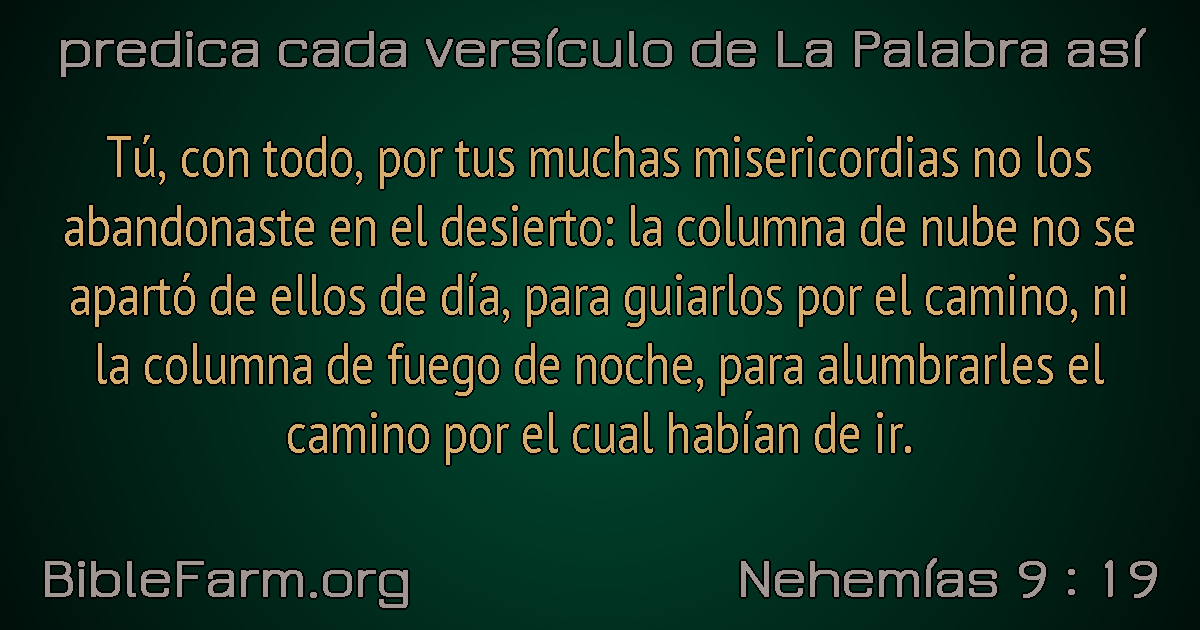 predica cada versículo de La Palabra así
Tú, con todo, por tus muchas misericordias no los
abandonaste en el desierto: la columna de nube no se
apartó de ellos de día, para guiarlos por el camino, ni
la columna de fuego de noche, para alumbrarles el
camino por el cual habían de ir.
BibleFarm.org
Nehemías 9 : 19